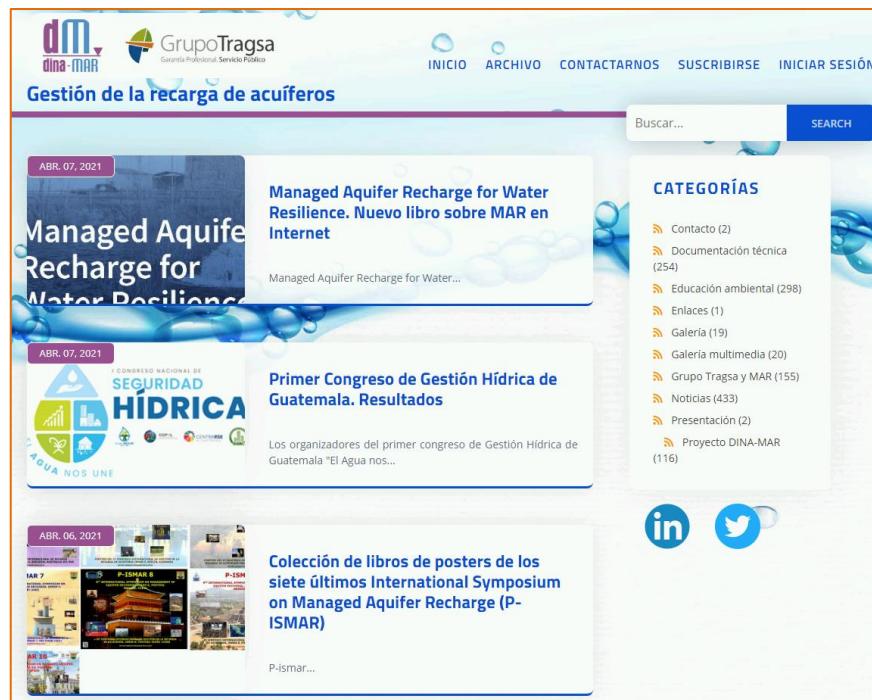 dm
dina-MAR
GrupoTragsa
Garantía Profesional. Servicio Público
INICIO ARCHIVO CONTACTARNOS SUSCRIBIRSE INICIAR SESIÓN
Gestión de la recarga de acuíferos
Buscar...
SEARCH
ABR. 07, 2021
Managed Aquife
Recharge for
Water Resilience
Managed Aquifer Recharge for Water
Resilience. Nuevo libro sobre MAR en
Internet
Managed Aquifer Recharge for Water...
ABR. 07, 2021
I CONGRESO NACIONAL DE
SEGURIDAD
HÍDRICA
EL AGUA NOS UNE
Primer Congreso de Gestión Hídrica de
Guatemala. Resultados
Los organizadores del primer congreso de Gestión Hídrica de
Guatemala "El Agua nos...
ABR. 06, 2021
P-ISMAR 8
Colección de libros de posters de los
siete últimos International Symposium
on Managed Aquifer Recharge (P-
ISMAR)
P-ismar...
CATEGORÍAS
Contacto (2)
Documentación técnica
(254)
Educación ambiental (298)
Enlaces (1)
Galería (19)
Galería multimedia (20)
Grupo Tragsa y MAR (155)
Noticias (433)
Presentación (2)
Proyecto DINA-MAR
(116)
in